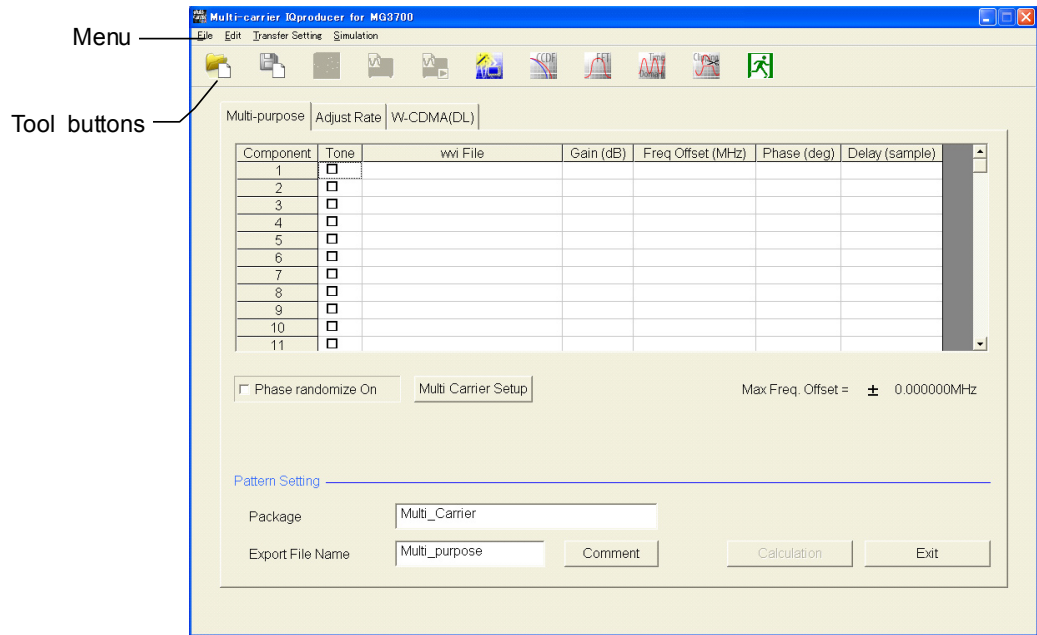 Multi-carrier IQproducer for MG3700
Menu
File Edit Transfer Setting Simulation
CCDF FFT Time Domain Clipping
Tool buttons
Multi-purpose Adjust Rate W-CDMA(DL)
Component Tone wvi File Gain (dB) Freq Offset (MHz) Phase (deg) Delay (sample)
1
2
3
4
5
6
7
8
9
10
11
Phase randomize On Multi Carrier Setup Max Freq. Offset = ± 0.000000MHz
Pattern Setting
Package Multi_Carrier
Export File Name Multi_purpose Comment Calculation Exit